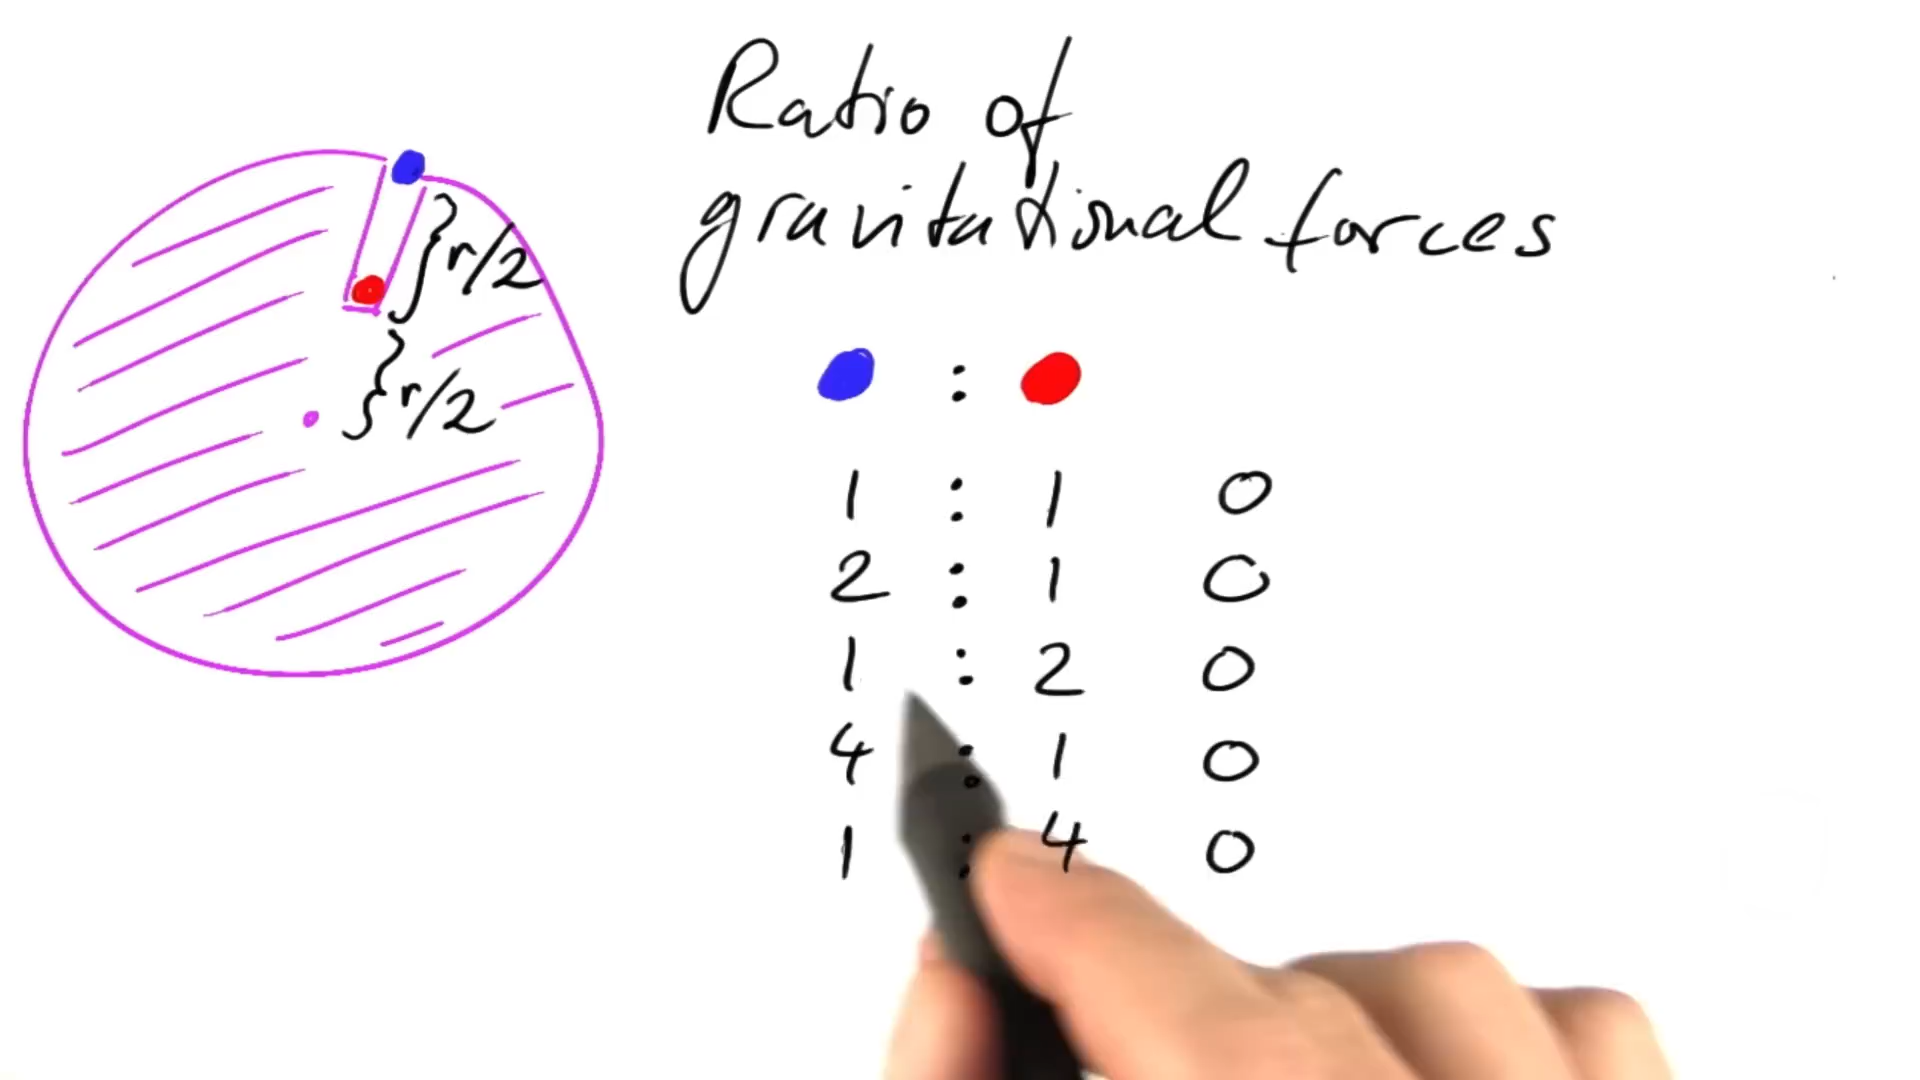 Ratio of
gravitational forces
r/2
r/2
:
1 : 1 O
2 : 1 O
1 : 2 O
4 : 1 O
1 : 4 O